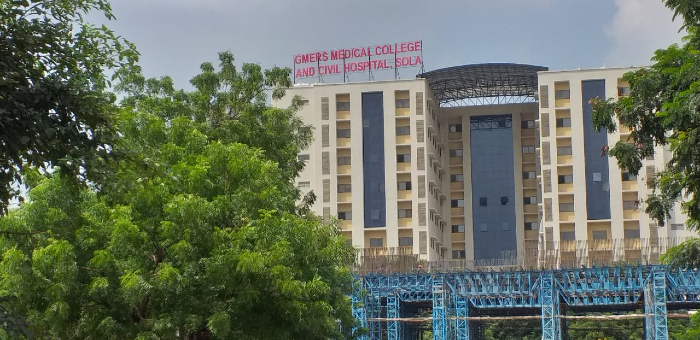 GMERS MEDICAL COLLEGE
AND CIVIL HOSPITAL, SOLA